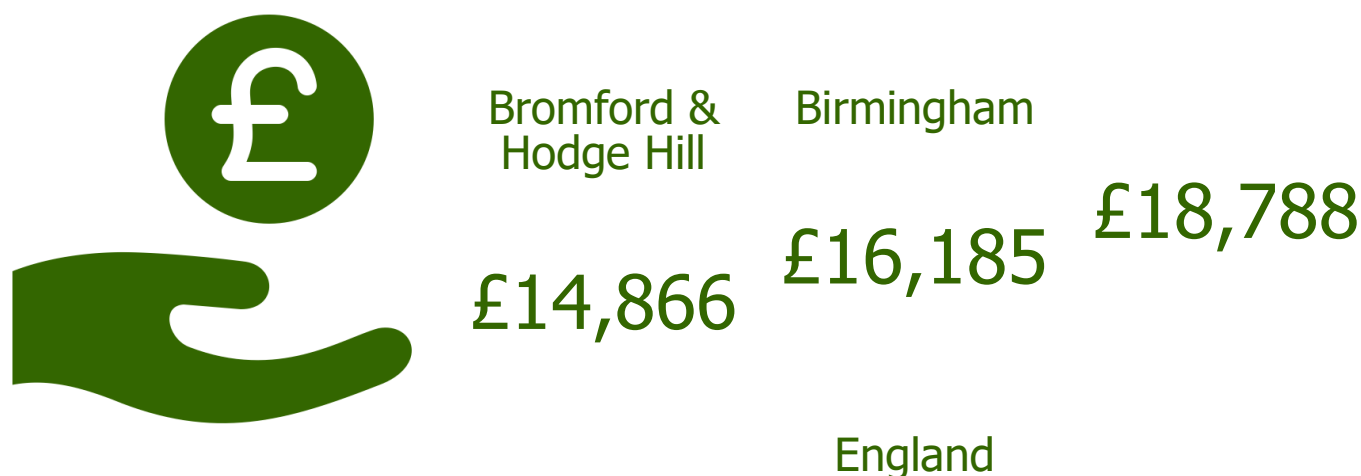 £
Bromford &
Hodge Hill
£14,866
Birmingham
£16,185
£18,788
England